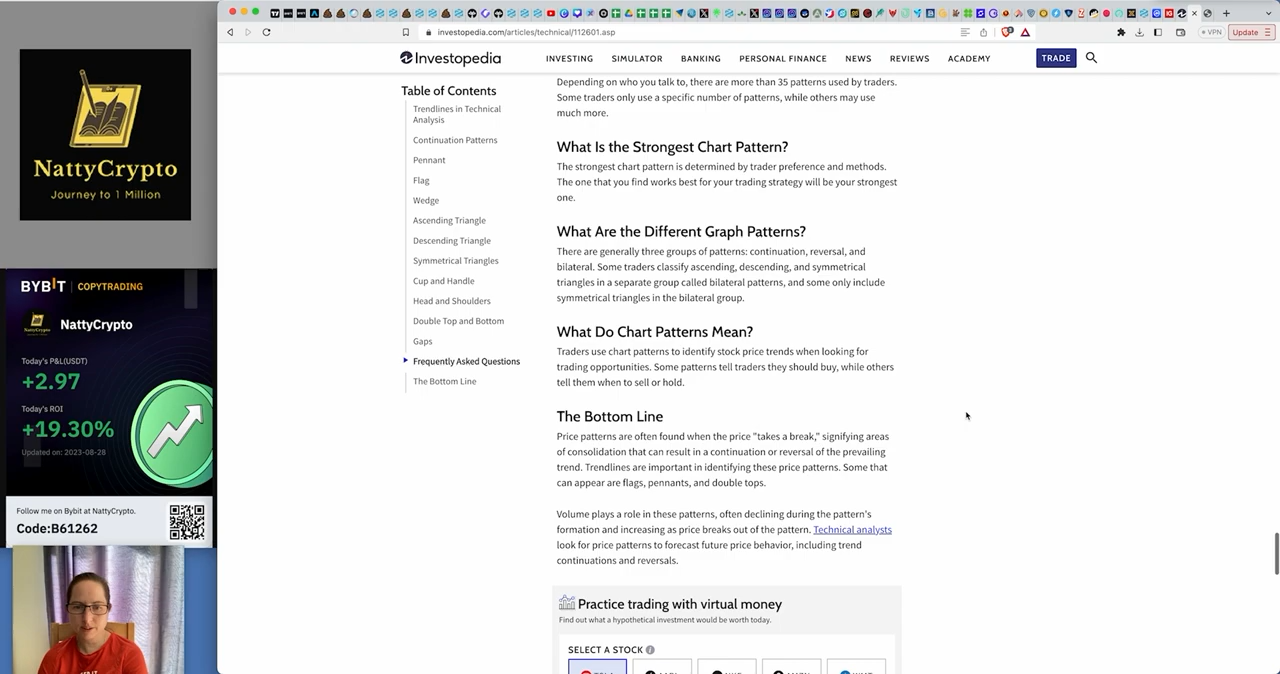 NattyCrypto
Journey to 1 Million
BYBIT | COPYTRADING
NattyCrypto
Today's P&L(USDT)
+2.97
Today's ROI
+19.30%
Updated on: 2023-08-28
Follow me on Bybit at NattyCrypto.
Code:B61262
investopedia.com/articles/technical/112601.asp
VPN
Update
Investopedia
INVESTING
SIMULATOR
BANKING
PERSONAL FINANCE
NEWS
REVIEWS
ACADEMY
TRADE
Table of Contents
Trendlines in Technical
Analysis
Continuation Patterns
Pennant
Flag
Wedge
Ascending Triangle
Descending Triangle
Symmetrical Triangles
Cup and Handle
Head and Shoulders
Double Top and Bottom
Gaps
Frequently Asked Questions
The Bottom Line
Depending on who you talk to, there are more than 35 patterns used by traders.
Some traders only use a specific number of patterns, while others may use
much more.
What Is the Strongest Chart Pattern?
The strongest chart pattern is determined by trader preference and methods.
The one that you find works best for your trading strategy will be your strongest
one.
What Are the Different Graph Patterns?
There are generally three groups of patterns: continuation, reversal, and
bilateral. Some traders classify ascending, descending, and symmetrical
triangles in a separate group called bilateral patterns, and some only include
symmetrical triangles in the bilateral group.
What Do Chart Patterns Mean?
Traders use chart patterns to identify stock price trends when looking for
trading opportunities. Some patterns tell traders they should buy, while others
tell them when to sell or hold.
The Bottom Line
Price patterns are often found when the price "takes a break," signifying areas
of consolidation that can result in a continuation or reversal of the prevailing
trend. Trendlines are important in identifying these price patterns. Some that
can appear are flags, pennants, and double tops.
Volume plays a role in these patterns, often declining during the pattern's
formation and increasing as price breaks out of the pattern. Technical analysts
look for price patterns to forecast future price behavior, including trend
continuations and reversals.
Practice trading with virtual money
Find out what a hypothetical investment would be worth today.
SELECT A STOCK